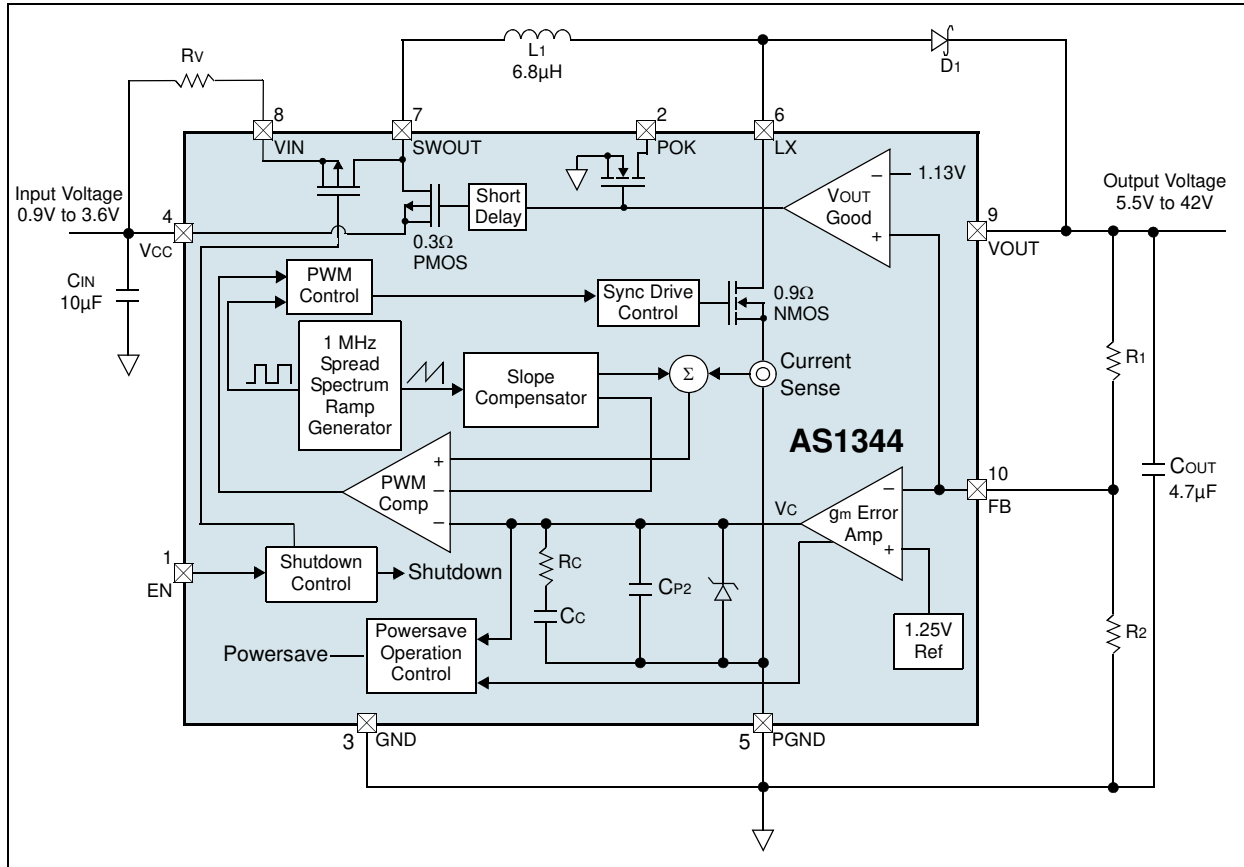 L1
6.8µH
D1
RV
8
VIN
7
SWOUT
2
POK
6
LX
Input Voltage
0.9V to 3.6V
4
VCC
CIN
10µF
0.3Ω
PMOS
Short
Delay
VOUT
Good
−
+
1.13V
Output Voltage
5.5V to 42V
9
VOUT
PWM
Control
Sync Drive
Control
0.9Ω
NMOS
1 MHz
Spread
Spectrum
Ramp
Generator
Slope
Compensator
Σ
Current
Sense
R1
AS1344
COUT
4.7µF
PWM
Comp
+
−
−
VC
gm Error
Amp
−
+
10
FB
1
EN
Shutdown
Control
Shutdown
RC
CC
CP2
1.25V
Ref
R2
Powersave
Powersave
Operation
Control
3
GND
5
PGND